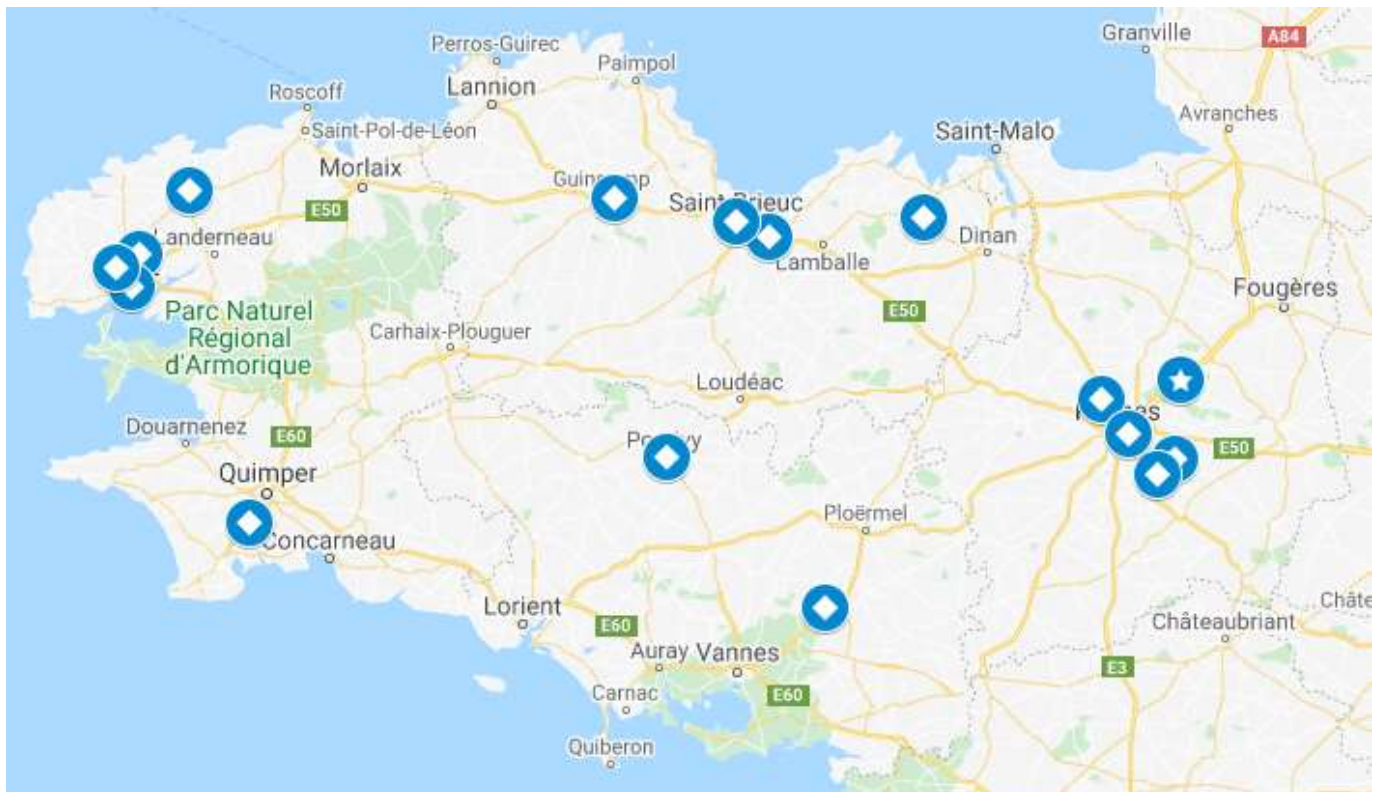 Granville
A84
Perros-Guirec
Paimpol
Lannion
Roscoff
Avranches
Saint-Pol-de-Léon
Saint-Malo
Morlaix
E50
Landerneau
Dinan
Lamballe
Fougères
E50
Parc Naturel
Régional
d'Armorique
Carhaix-Plouguer
Loudéac
Douarnenez
E60
E50
Quimper
Ploërmel
Concarneau
Lorient
E60
Châteaubriant
Auray
Vannes
E3
Carnac
E60
Quiberon